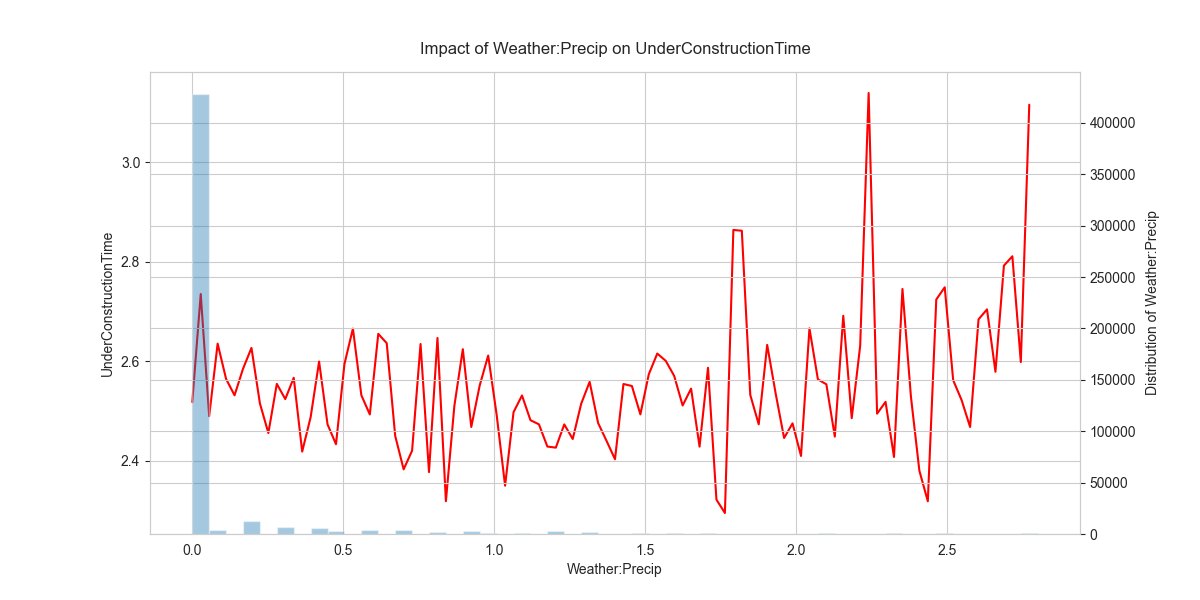 Impact of Weather:Precip on UnderConstructionTime
UnderConstructionTime
3.0
2.8
2.6
2.4
400000
350000
300000
250000
200000
150000
100000
50000
0
Distribution of Weather:Precip
0.0 0.5 1.0 1.5 2.0 2.5
Weather:Precip